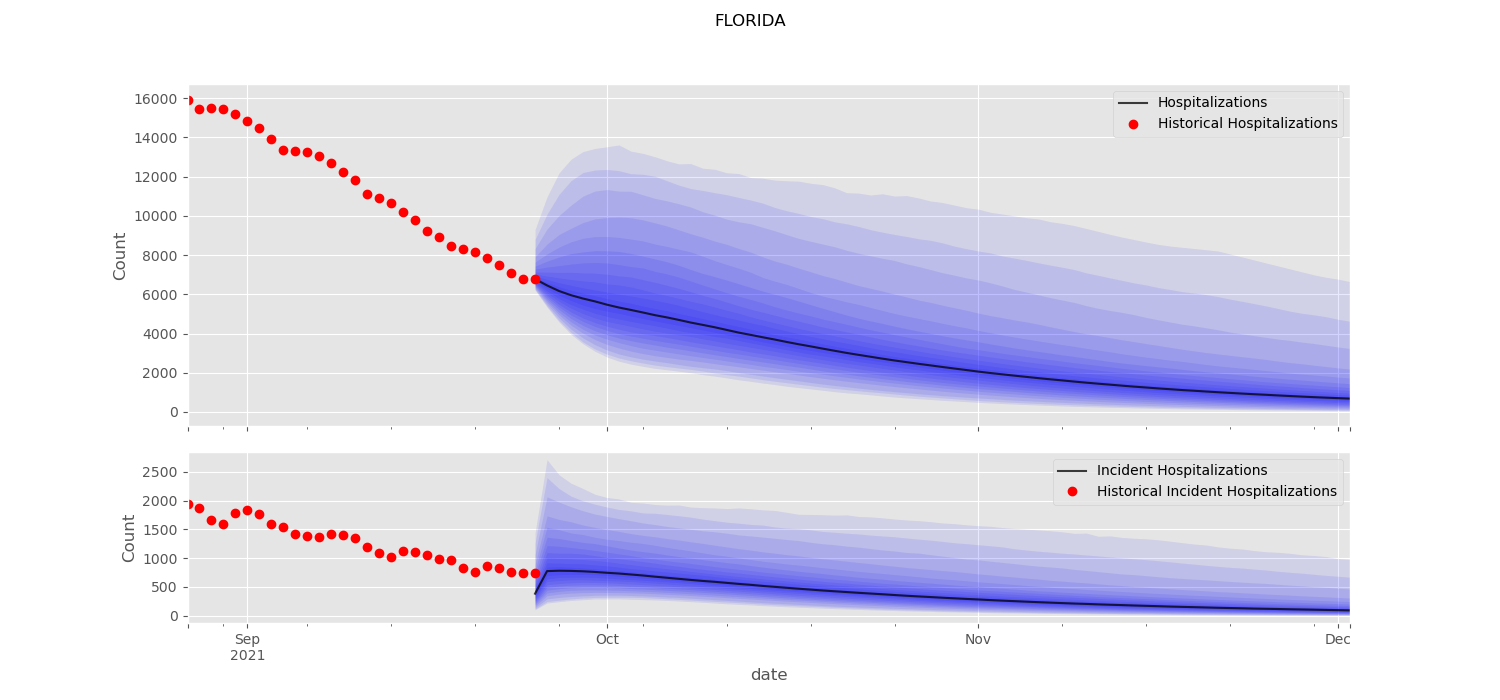 FLORIDA
Hospitalizations
Historical Hospitalizations
16000
14000
12000
10000
8000
6000
4000
2000
0
Count
Incident Hospitalizations
Historical Incident Hospitalizations
2500
2000
1500
1000
500
0
Count
Sep Oct Nov Dec
2021
date